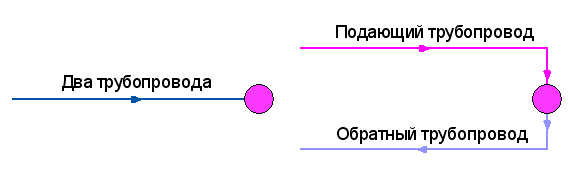 Два трубопровода
Подающий трубопровод
Обратный трубопровод